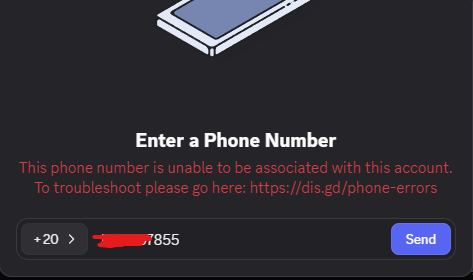 Enter a Phone Number
This phone number is unable to be associated with this account.
To troubleshoot please go here: https://dis.gd/phone-errors
+20 7855 Send